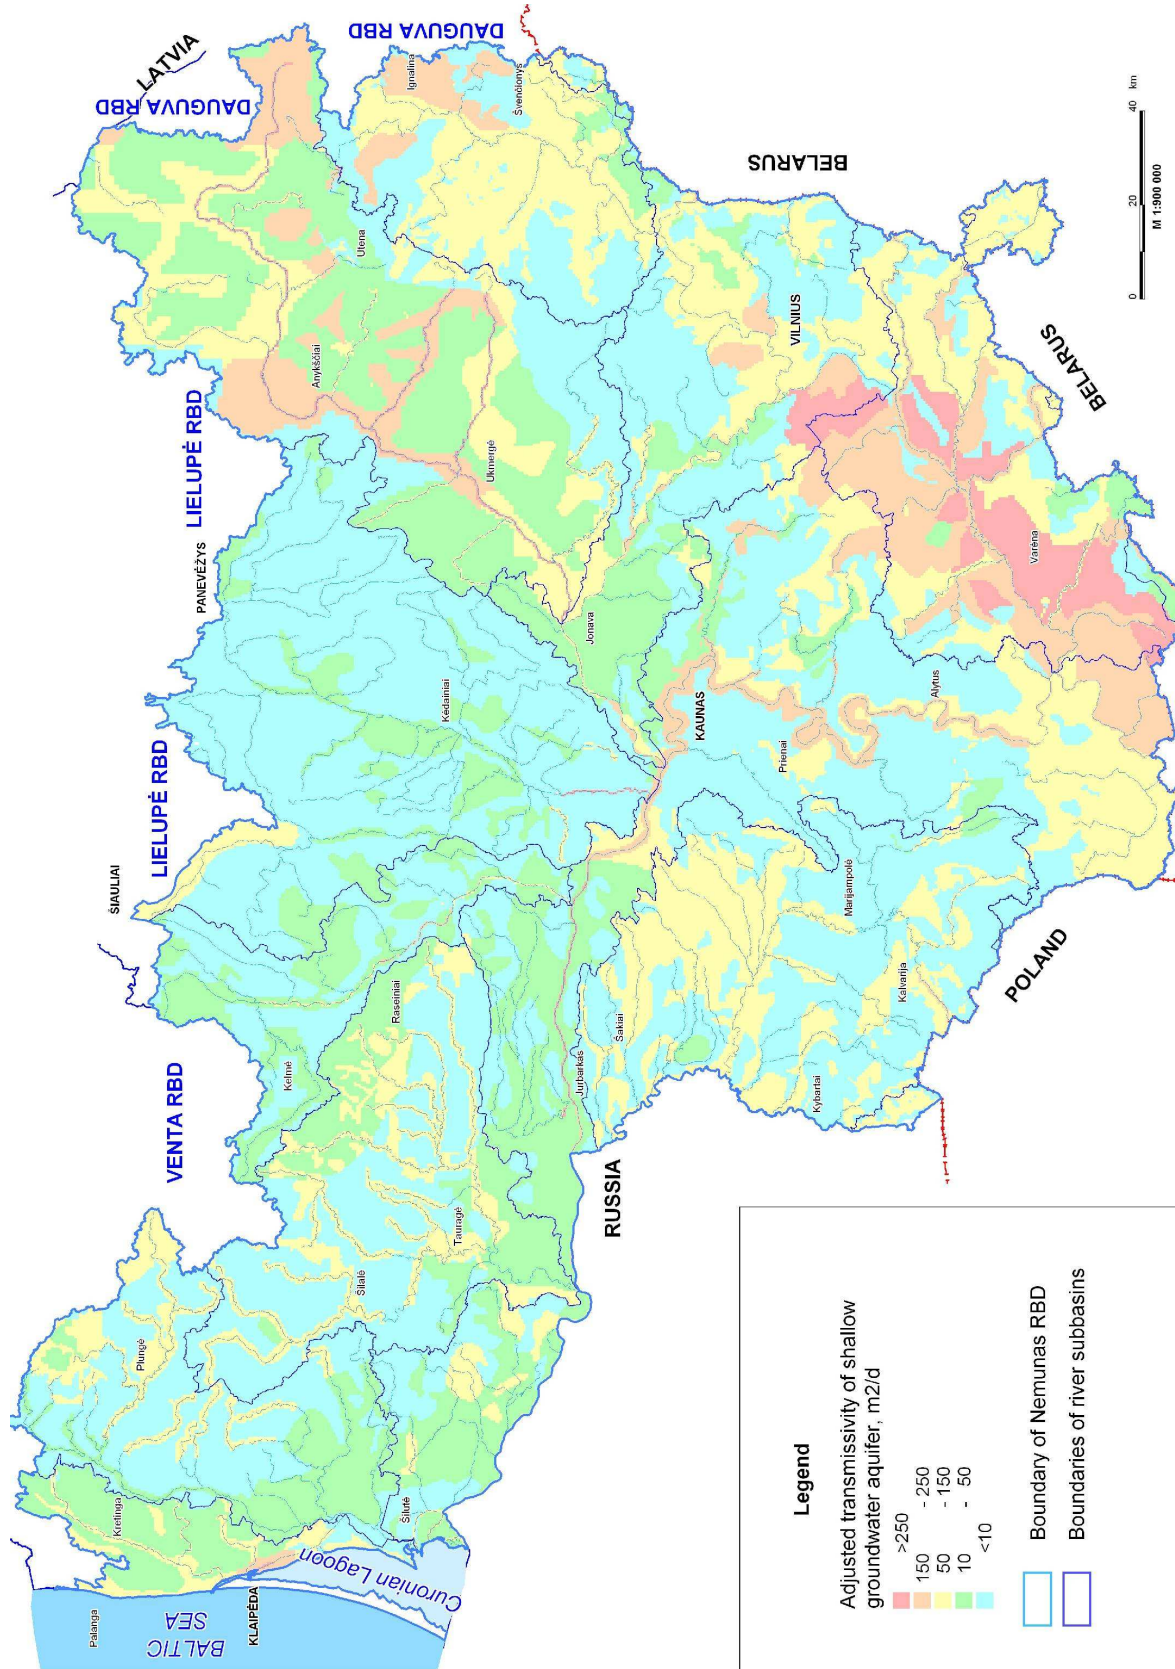 LATVIA
DAUGUVA RBD
DAUGUVA RBD
LIELUPĖ RBD
LIELUPĖ RBD
VENTA RBD
ŠIAULIAI
PANEVĖŽYS
Ignalina
Švenčionys
Utena
Anykščiai
Ukmergė
Jonava
Kėdainiai
Raseiniai
Kelmė
Plungė
Šilalė
Tauragė
Kretinga
Palanga
BALTIC
SEA
KLAIPĖDA
Curonian Lagoon
Šilutė
Jurbarkas
Šakiai
RUSSIA
Kybartai
Kalvarija
Marijampolė
Prienai
KAUNAS
Alytus
Varėna
VILNIUS
BELARUS
BELARUS
POLAND
0 20 40 km
M 1:900 000
Legend
Adjusted transmissivity of shallow
groundwater aquifer, m2/d
>250
150 - 250
50 - 150
10 - 50
<10
Boundary of Nemunas RBD
Boundaries of river subbasins